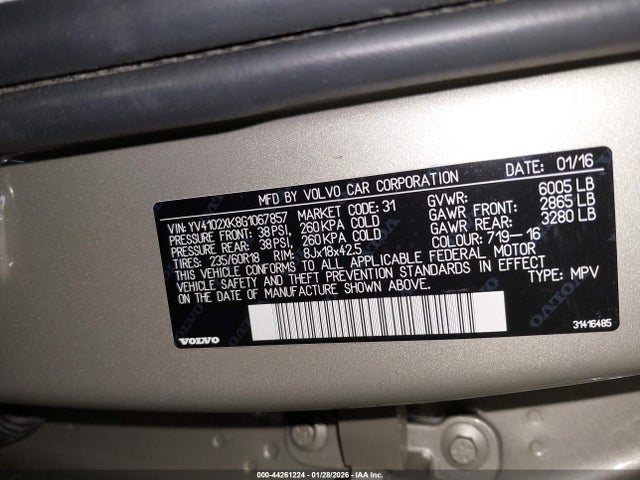 MFD BY VOLVO CAR CORPORATION DATE: 01/16
VIN: YV4102XK8G1067857 MARKET CODE: 31 GVWR: 6005 LB
PRESSURE FRONT: 38 PSI, 260 KPA COLD GAWR FRONT: 2865 LB
PRESSURE REAR: 38 PSI, 260 KPA COLD GAWR REAR: 3280 LB
TIRES: 235/60R18 RIM: 8Jx18x42.5 COLOUR: 719-16
THIS VEHICLE CONFORMS TO ALL APPLICABLE FEDERAL MOTOR
VEHICLE SAFETY AND THEFT PREVENTION STANDARDS IN EFFECT
ON THE DATE OF MANUFACTURE SHOWN ABOVE. TYPE: MPV
VOLVO 31416485
000-44261224 | 01/28/2026 | IAA Inc.